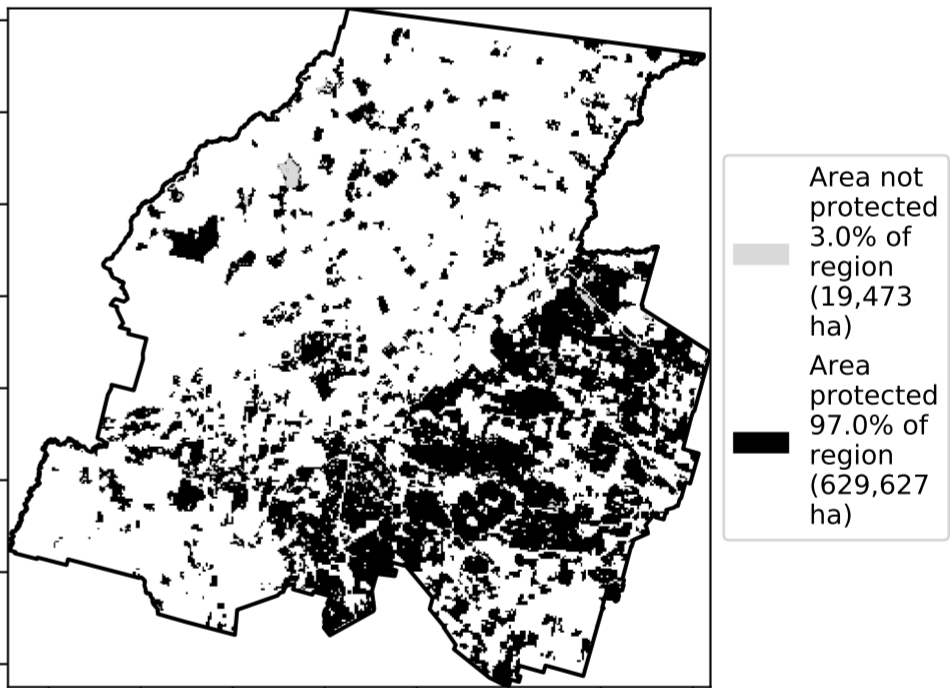 Area not
protected
3.0% of
region
(19,473
ha)
Area
protected
97.0% of
region
(629,627
ha)